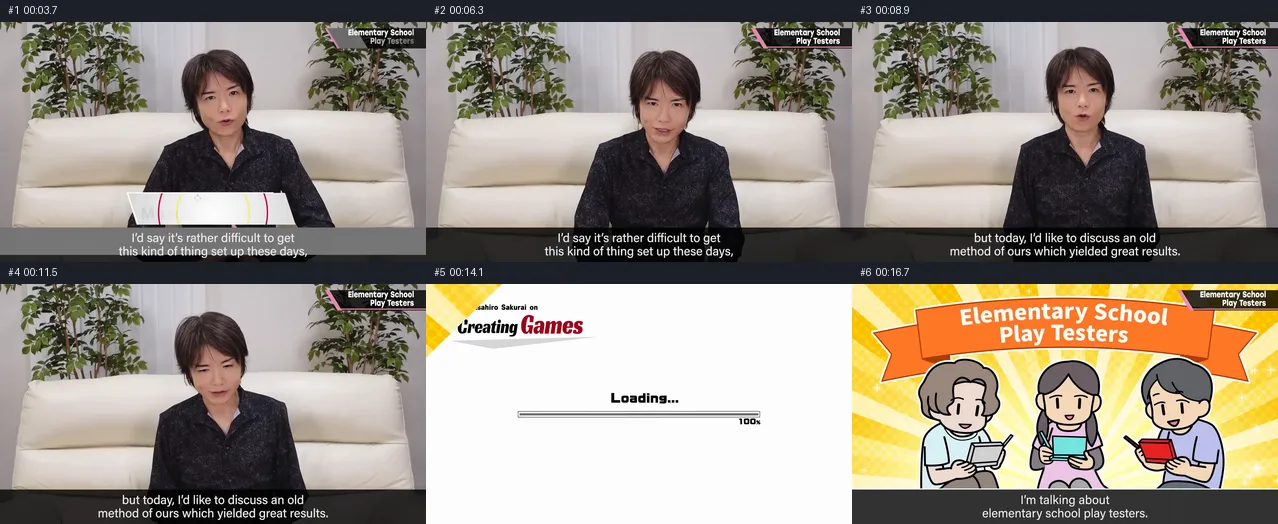 #1 00:03.7
Elementary School
Play Testers
I'd say it's rather difficult to get
this kind of thing set up these days,
#2 00:06.3
Elementary School
Play Testers
I'd say it's rather difficult to get
this kind of thing set up these days,
#3 00:08.9
Elementary School
Play Testers
but today, I'd like to discuss an old
method of ours which yielded great results.
#4 00:11.5
Elementary School
Play Testers
but today, I'd like to discuss an old
method of ours which yielded great results.
#5 00:14.1
sahiro Sakurai on
Creating Games
Loading...
100%
#6 00:16.7
Elementary School
Play Testers
Elementary School
Play Testers
I'm talking about
elementary school play testers.